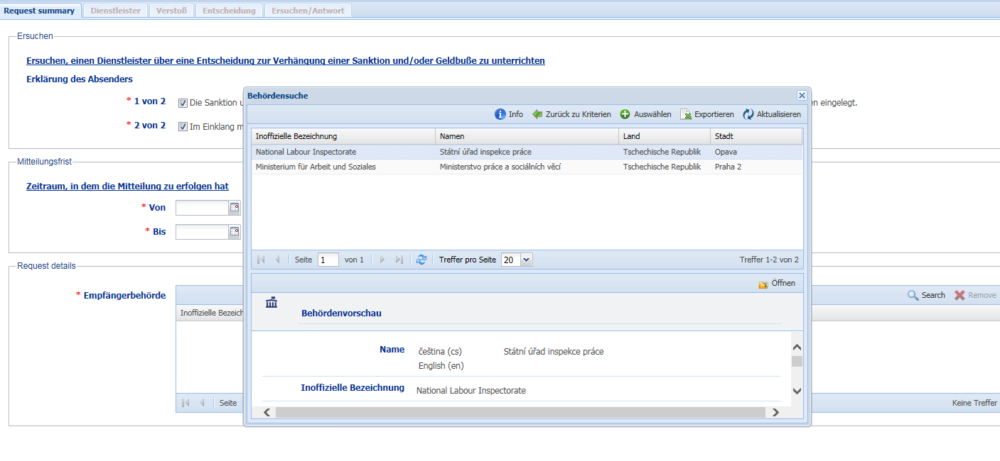 Request summary Dienstleister Verstoß Entscheidung Ersuchen/Antwort
Ersuchen
Ersuchen, einen Dienstleister über eine Entscheidung zur Verhängung einer Sanktion und/oder Geldbuße zu unterrichten
Erklärung des Absenders
* 1 von 2 Die Sanktion u
en eingelegt.
* 2 von 2 Im Einklang m
Mitteilungsfrist
Zeitraum, in dem die Mitteilung zu erfolgen hat
* Von
* Bis
Request details
* Empfängerbehörde
Search Remove
Inoffizielle Bezeich
Seite
Keine Treffer
Behördensuche
Info Zurück zu Kriterien Auswählen Exportieren Aktualisieren
Inoffizielle Bezeichnung Namen Land Stadt
National Labour Inspectorate Státní úřad inspekce práce Tschechische Republik Opava
Ministerium für Arbeit und Soziales Ministerstvo práce a sociálních věcí Tschechische Republik Praha 2
Seite 1 von 1 Treffer pro Seite 20 Treffer 1-2 von 2
Öffnen
Behördenvorschau
Name čeština (cs) Státní úřad inspekce práce
English (en)
Inoffizielle Bezeichnung National Labour Inspectorate